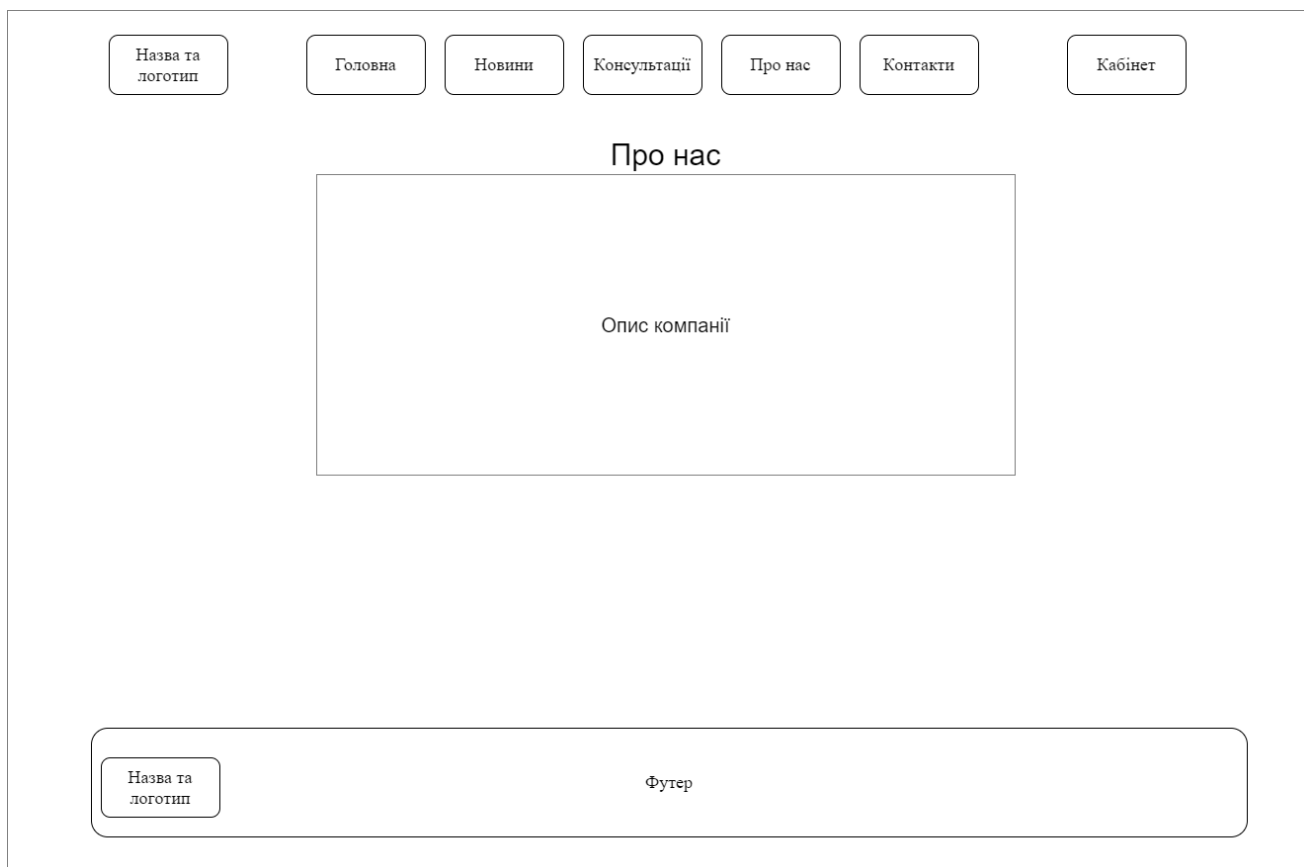 Назва та
логотип
Головна
Новини
Консультації
Про нас
Контакти
Кабінет
Про нас
Опис компанії
Назва та
логотип
Футер